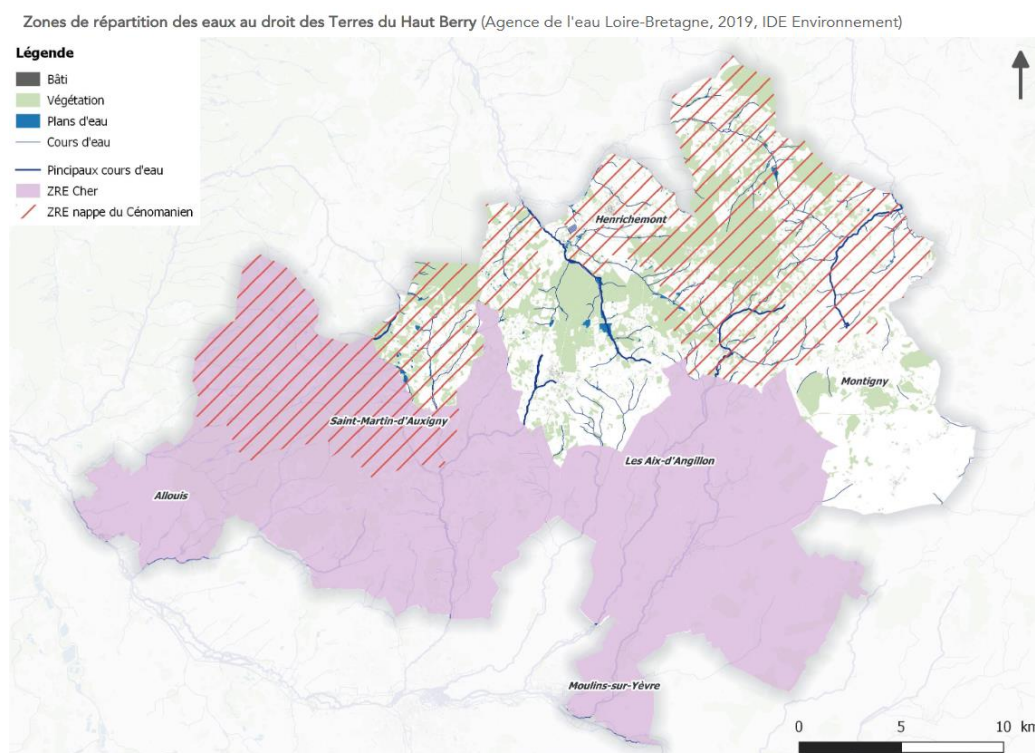 Zones de répartition des eaux au droit des Terres du Haut Berry (Agence de l'eau Loire-Bretagne, 2019, IDE Environnement)
Légende
Bâti
Végétation
Plans d'eau
Cours d'eau
Pincipaux cours d'eau
ZRE Cher
ZRE nappe du Cénomanien
Henrichemont
Montigny
Saint-Martin-d'Auxigny
Les Aix-d'Angillon
Allouis
Moulins-sur-Yèvre
0 5 10 km